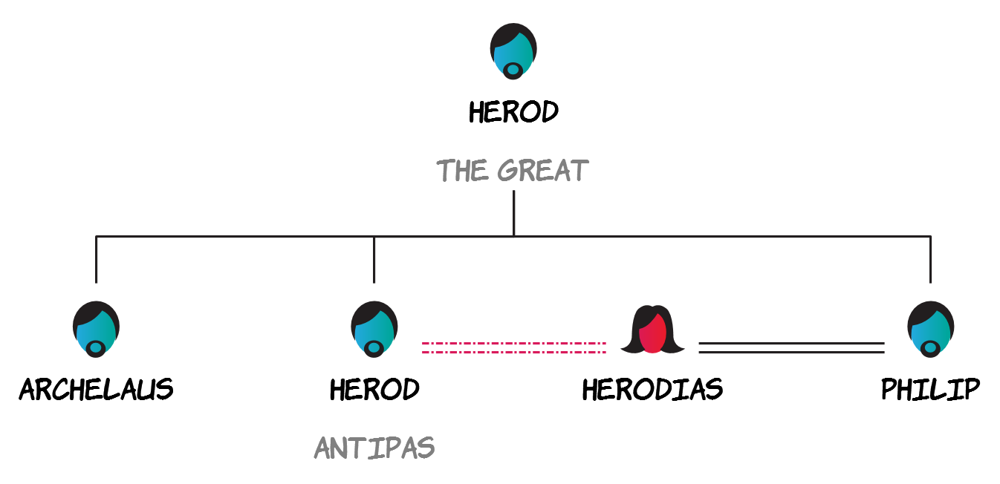 HEROD
THE GREAT
ARCHELAUS
HEROD
HERODIAS
PHILIP
ANTIPAS